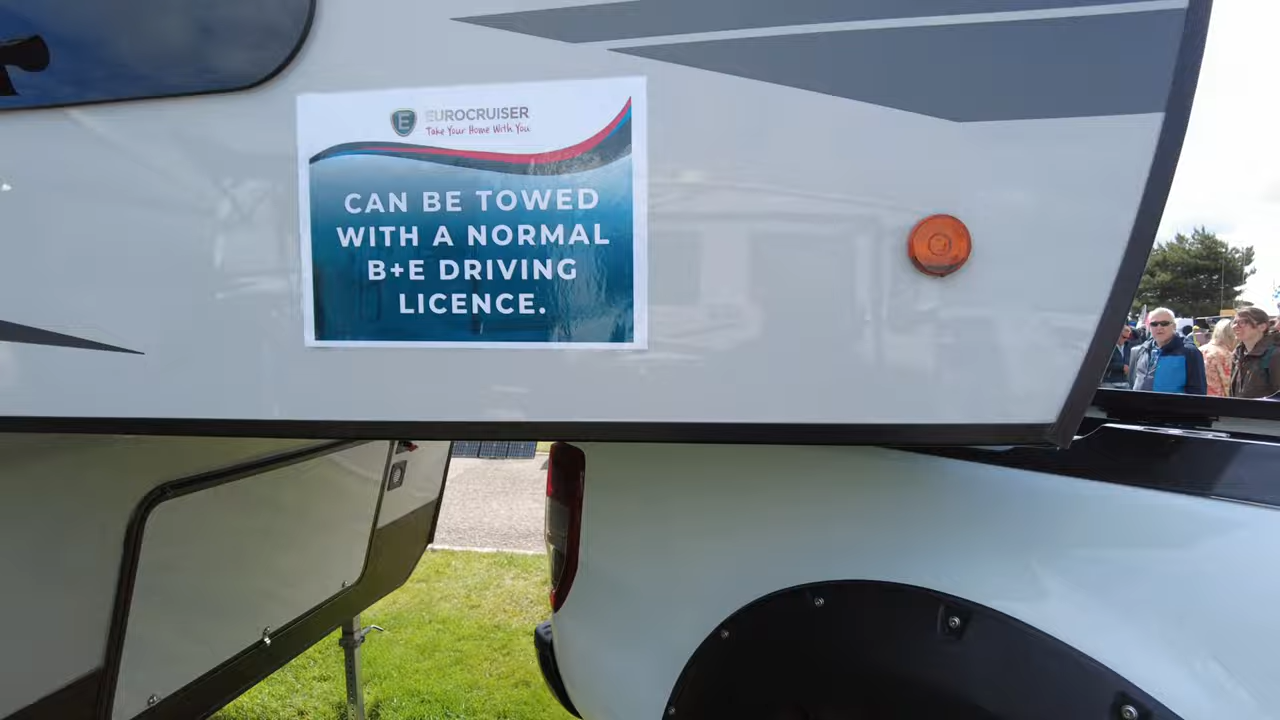 E EUROCRUISER
Take Your Home With You
CAN BE TOWED
WITH A NORMAL
B+E DRIVING
LICENCE.